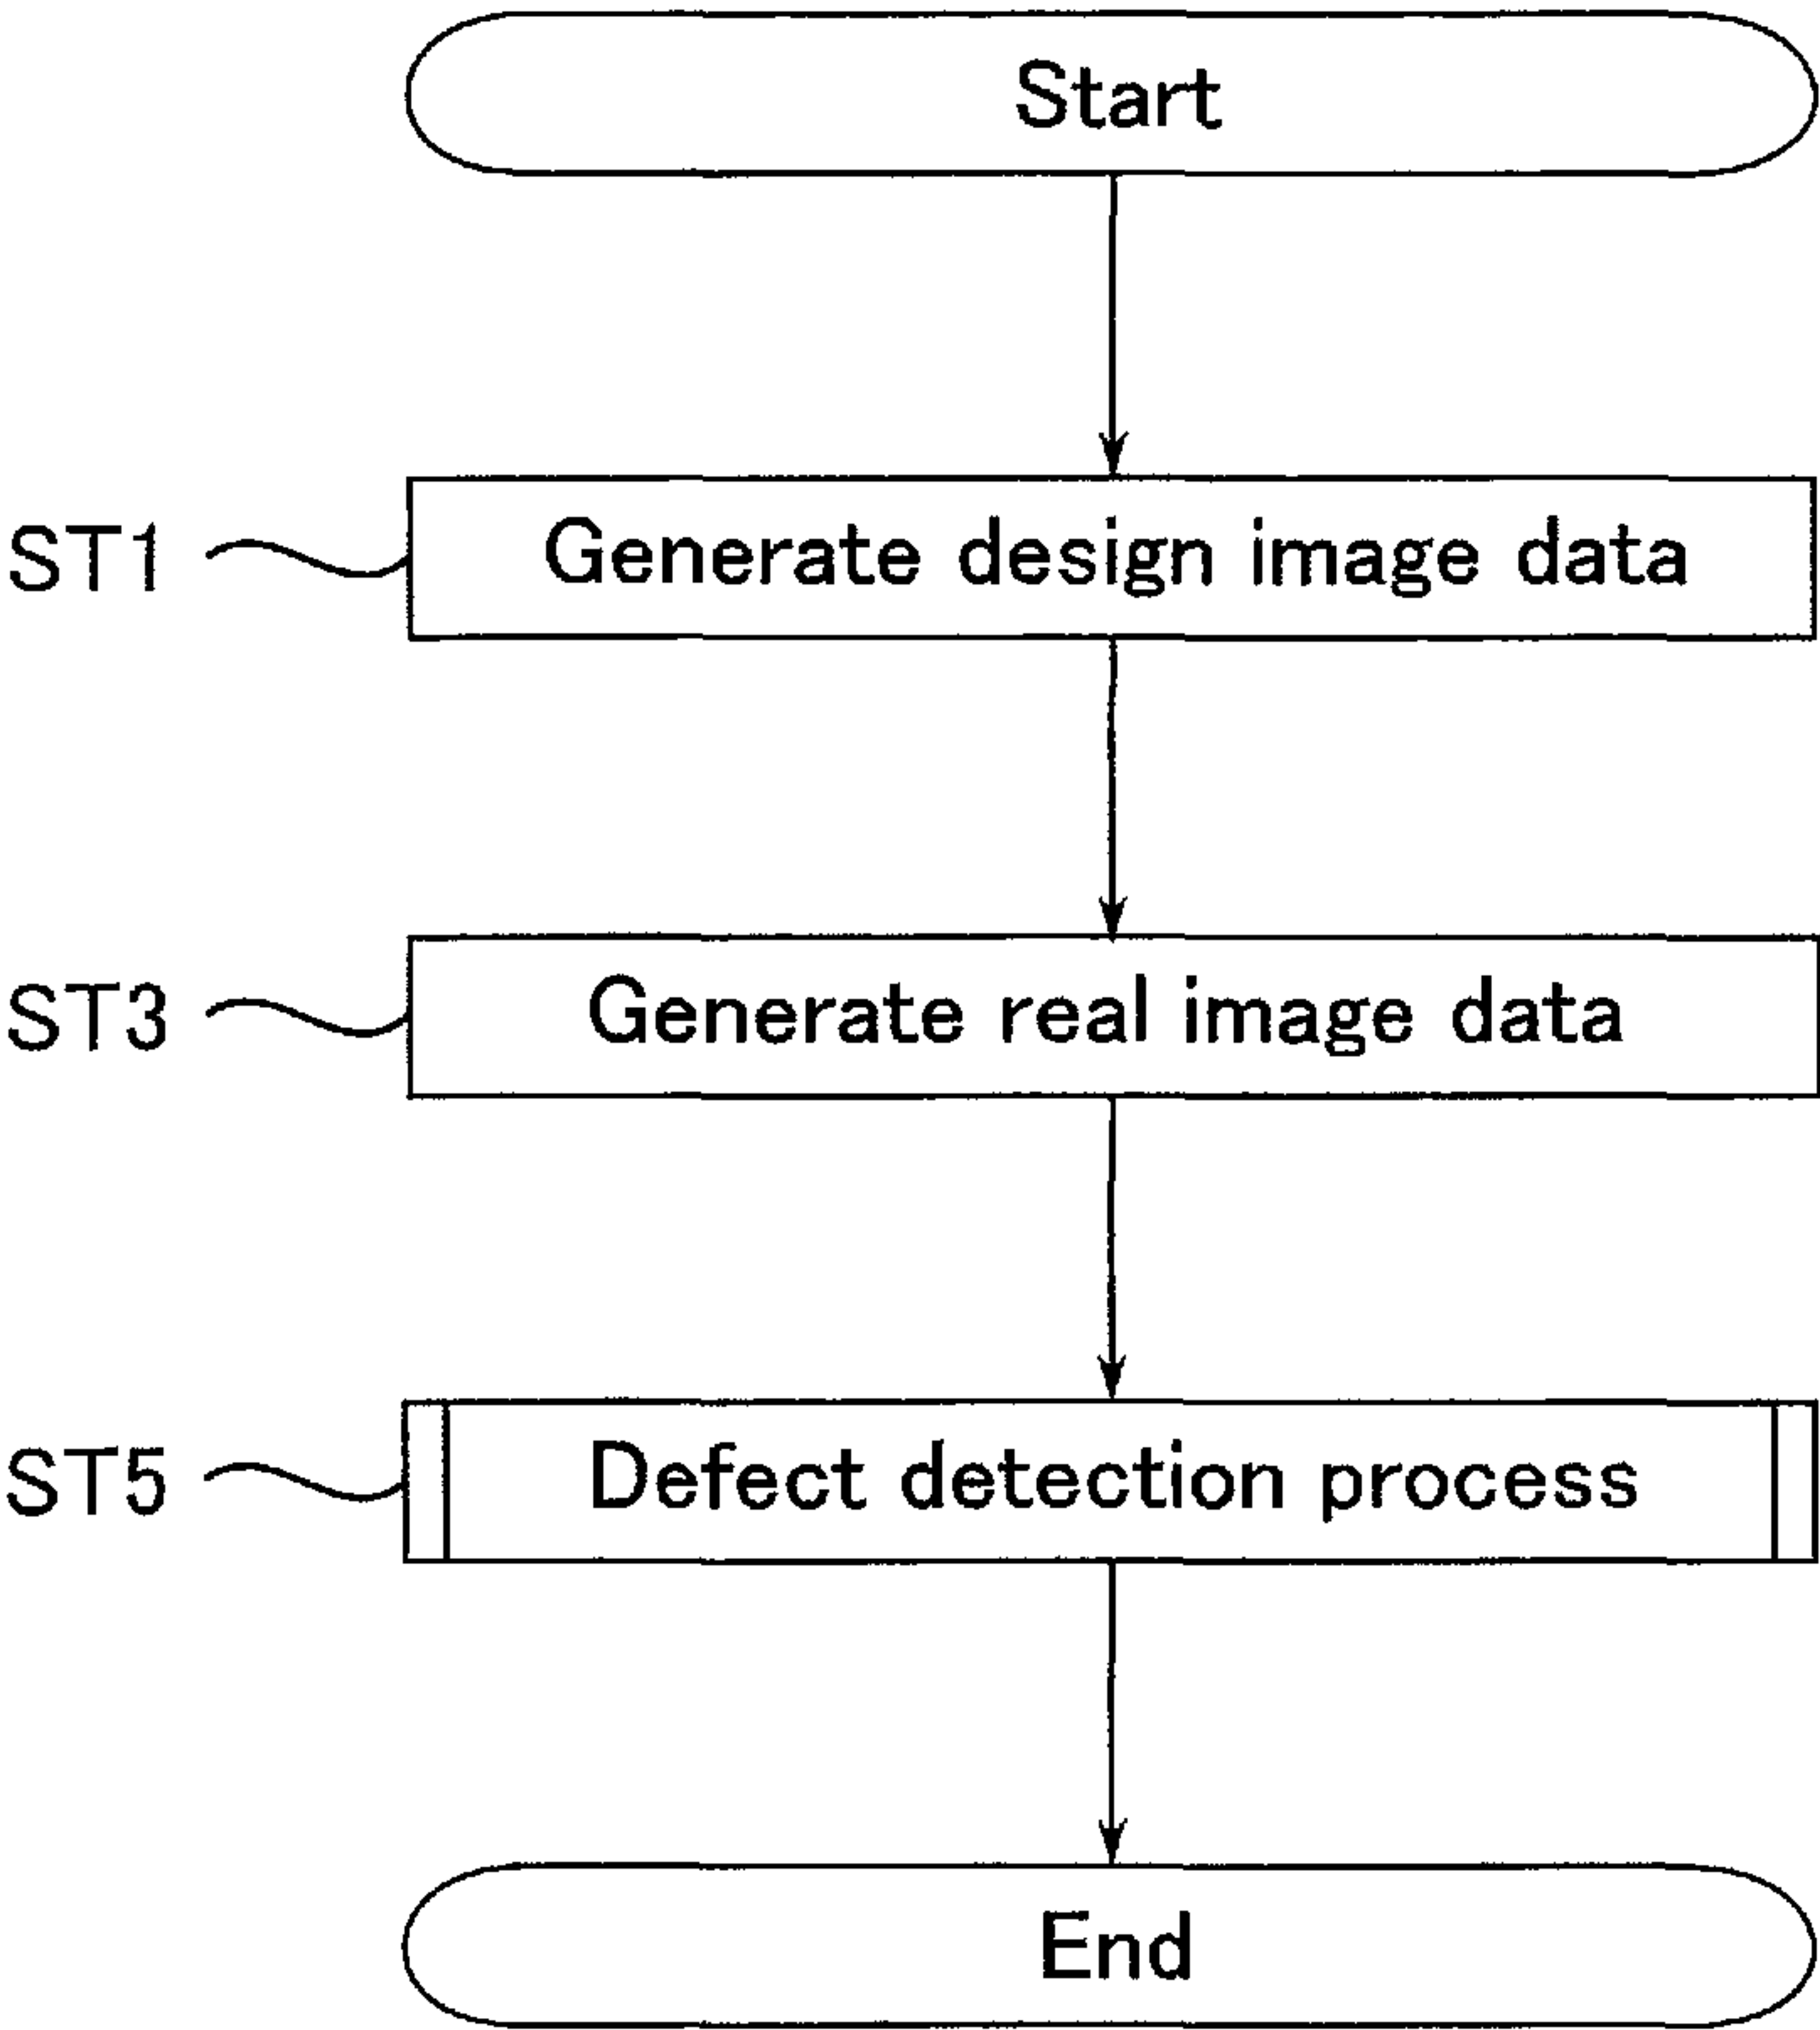 Start
ST1
Generate design image data
ST3
Generate real image data
ST5
Defect detection process
End